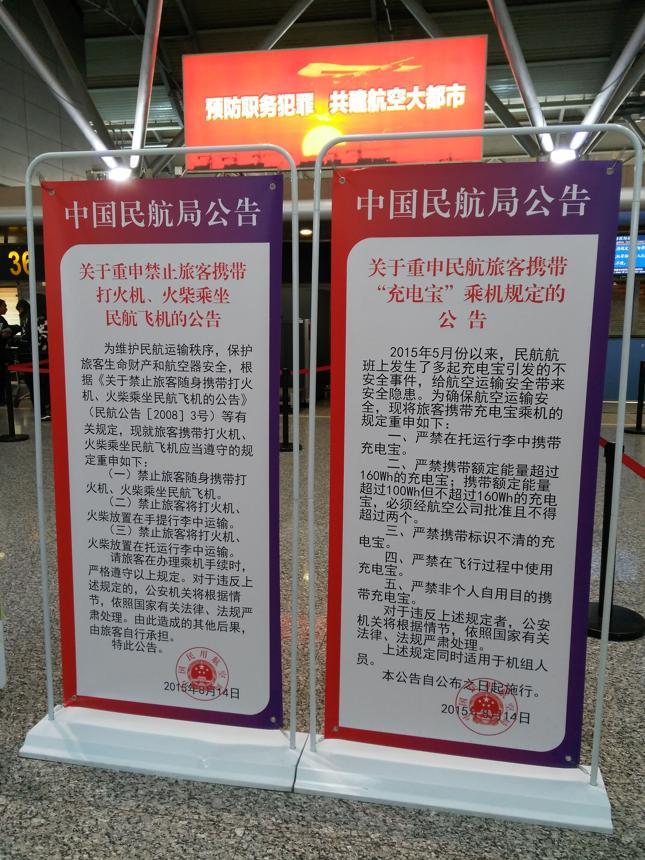 预防职务犯罪 共建航空大都市
36
中国民航局公告
关于重申禁止旅客携带
打火机、火柴乘坐
民航飞机的公告
为维护民航运输秩序，保护
旅客生命财产和航空器安全，根
据《关于禁止旅客随身携带打火
机、火柴乘坐民航飞机的公告》
（民航公告［2008］3号）等有
关规定，现就旅客携带打火机、
火柴乘坐民航飞机应当遵守的规
定重申如下：
（一）禁止旅客随身携带打
火机、火柴乘坐民航飞机。
（二）禁止旅客将打火机、
火柴放置在手提行李中运输。
（三）禁止旅客将打火机、
火柴放置在托运行李中运输。
请旅客在办理乘机手续时，
严格遵守以上规定。对于违反上
述规定的，公安机关将根据情
节，依照国家有关法律、法规严
肃处理。由此造成的其他后果，
由旅客自行承担。
特此公告。
2015年8月14日
中国民航局公告
关于重申民航旅客携带
“充电宝”乘机规定的
公 告
2015年5月份以来，民航航
班上发生了多起充电宝引发的不
安全事件，给航空运输安全带来
安全隐患。为确保航空运输安
全，现将旅客携带充电宝乘机的
规定重申如下：
一、严禁在托运行李中携带
充电宝。
二、严禁携带额定能量超过
160Wh的充电宝；携带额定能量
超过100Wh但不超过160Wh的充电
宝，必须经航空公司批准且不得
超过两个。
三、严禁携带标识不清的充
电宝。
四、严禁在飞行过程中使用
充电宝。
五、严禁非个人自用目的携
带充电宝。
对于违反上述规定者，公安
机关将根据情节，依照国家有关
法律、法规严肃处理。
上述规定同时适用于机组人
员。
本公告自公布之日起施行。
2015年8月14日